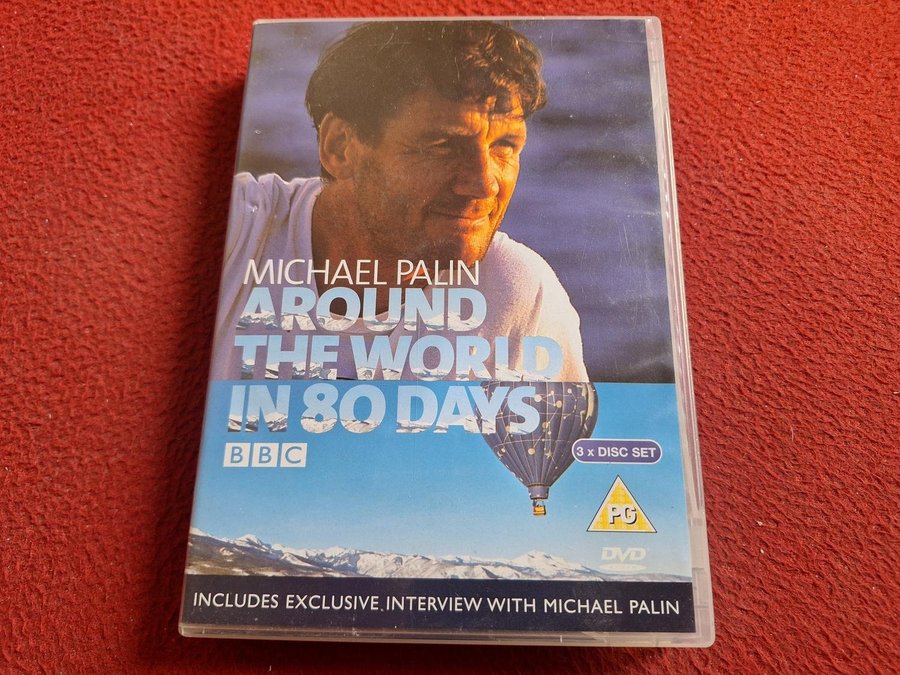 MICHAEL PALIN
AROUND
THE WORLD
IN 80 DAYS
BBC
3 x DISC SET
PG
DVD
INCLUDES EXCLUSIVE INTERVIEW WITH MICHAEL PALIN